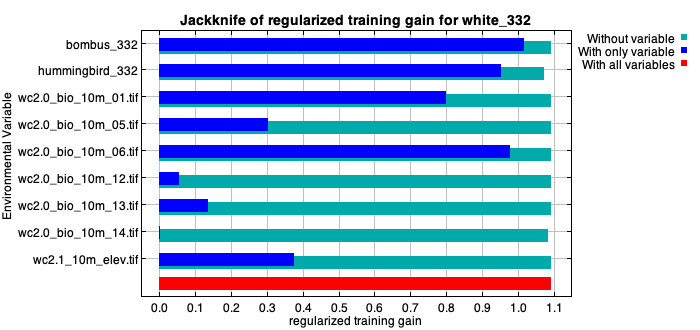 Jackknife of regularized training gain for white_332
Without variable
With only variable
With all variables
Environmental Variable
bombus_332
hummingbird_332
wc2.0_bio_10m_01.tif
wc2.0_bio_10m_05.tif
wc2.0_bio_10m_06.tif
wc2.0_bio_10m_12.tif
wc2.0_bio_10m_13.tif
wc2.0_bio_10m_14.tif
wc2.1_10m_elev.tif
0.0 0.1 0.2 0.3 0.4 0.5 0.6 0.7 0.8 0.9 1.0 1.1
regularized training gain